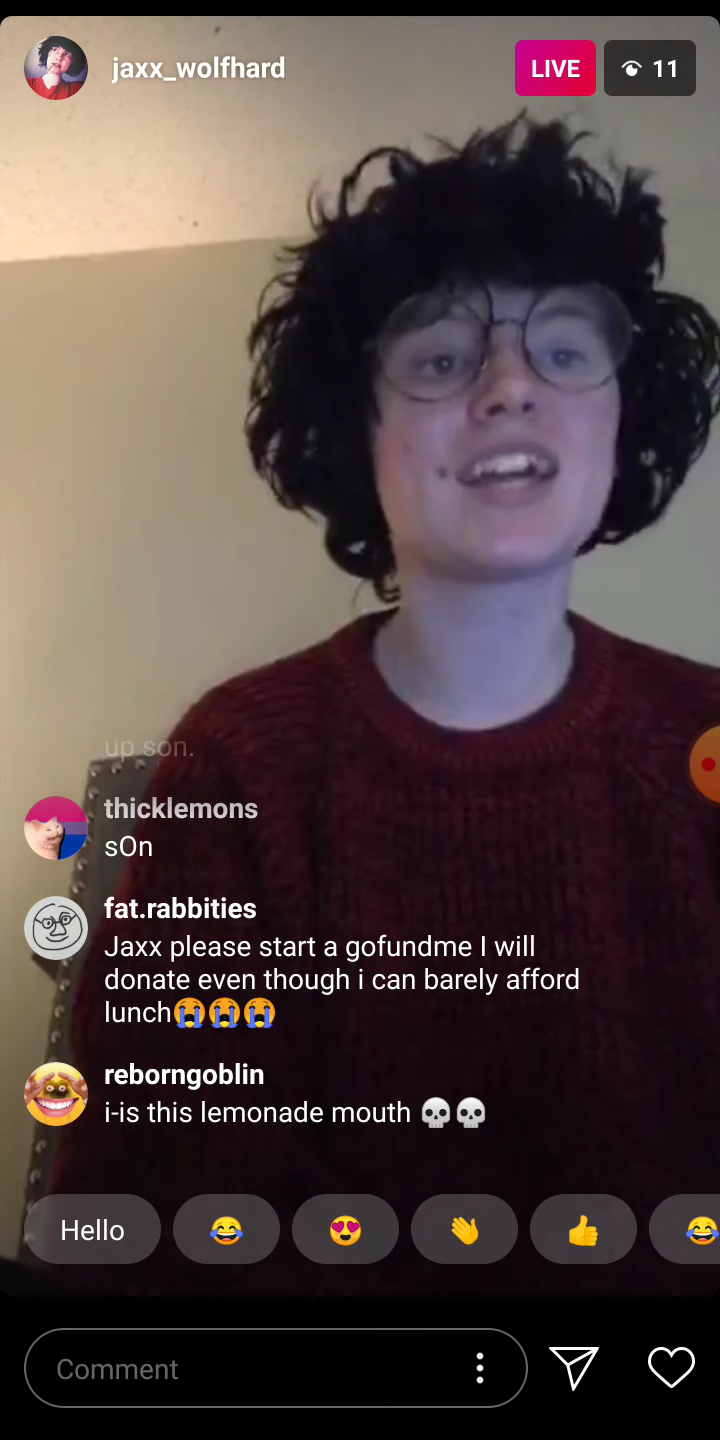 jaxx_wolfhard
LIVE
11
up son.
thicklemons
sOn
fat.rabbities
Jaxx please start a gofundme I will
donate even though i can barely afford
lunch😭😭😭
reborngoblin
i-is this lemonade mouth 💀💀
Hello 😂 😍 👏 👍 😂
Comment